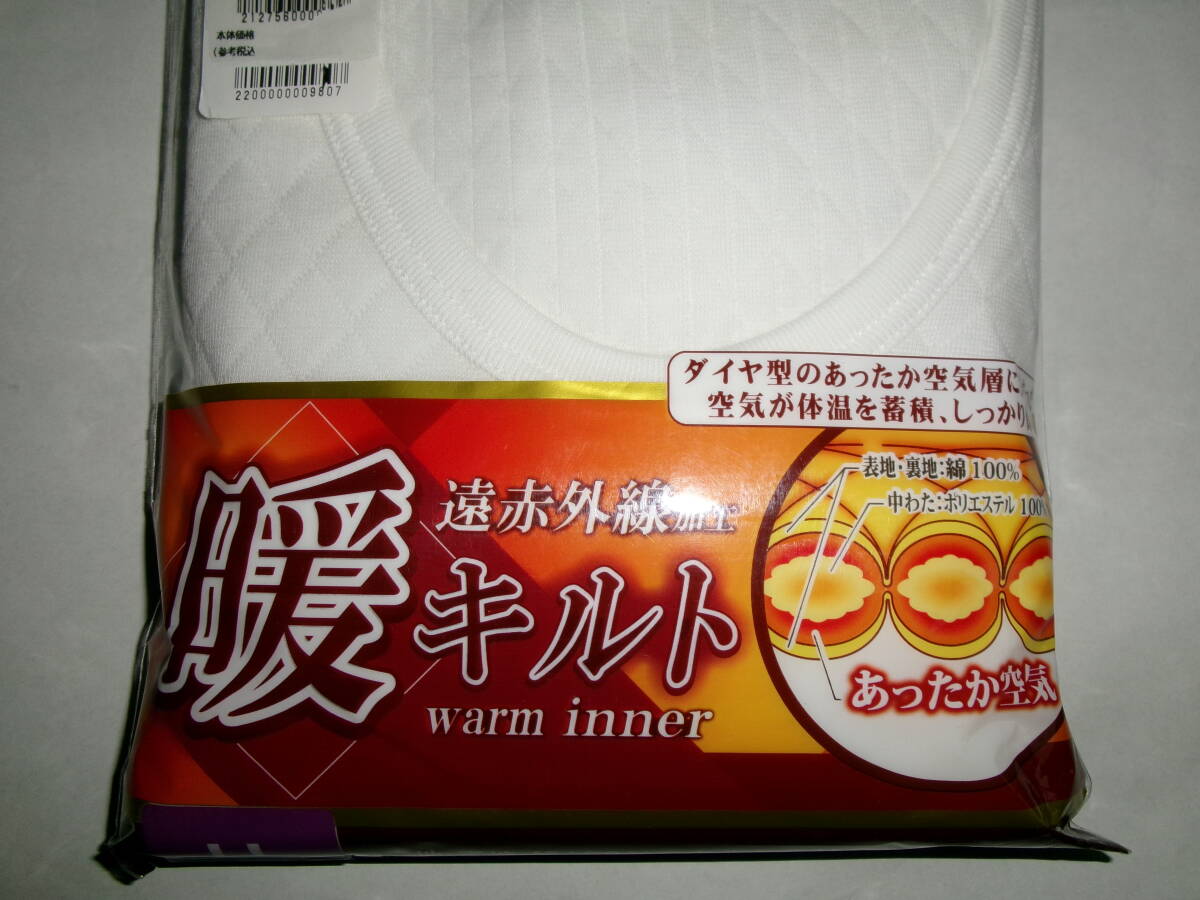 本体価格
(参考税込
2200000009807
ダイヤ型のあったか空気層に
空気が体温を蓄積、しっかり
表地・裏地:綿100%
中わた:ポリエステル100%
遠赤外線加工
暖キルト
warm inner
あったか空気